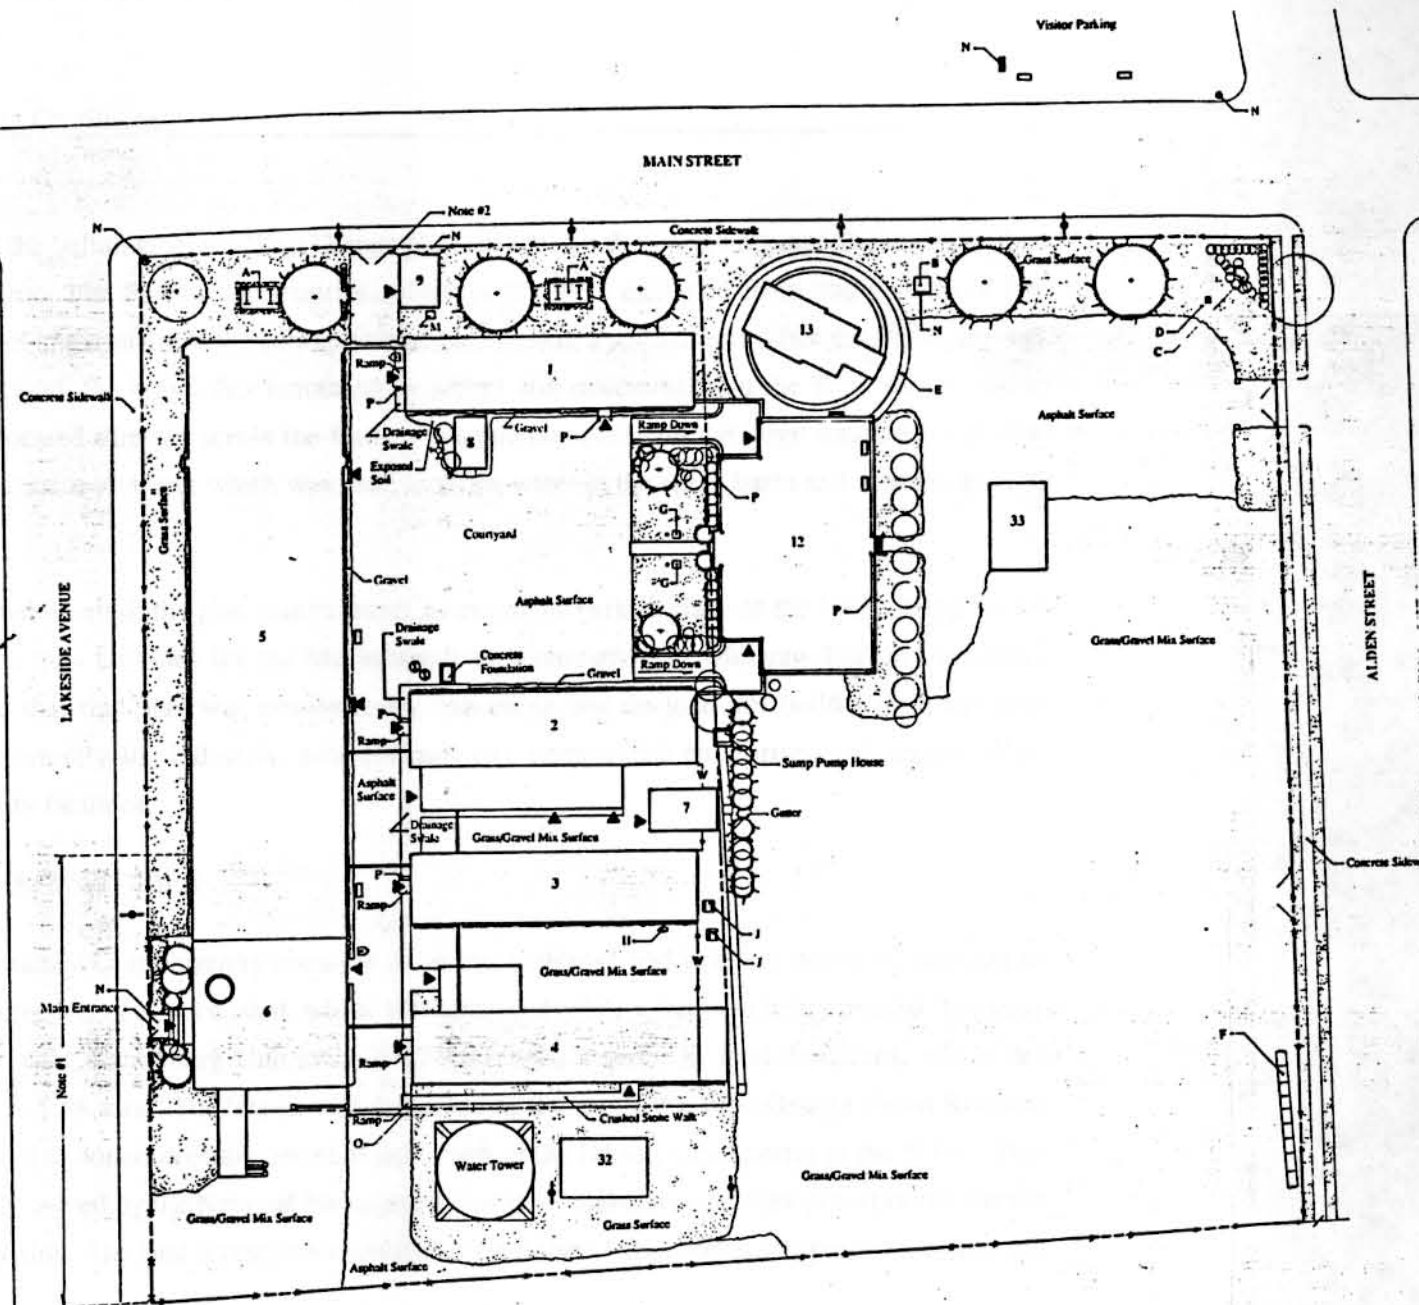 Visitor Parking
N
N
MAIN STREET
Note #2
N
N
Concrete Sidewalk
A
9
A
B
Grass Surface
M
13
N
D
C
Ramp
1
E
P
Concrete Sidewalk
Gravel
P
Ramp Down
Asphalt Surface
Drainage
Swale
8
Exposed
Soil
P
Grass Surface
G
Courtyard
12
33
LAKESIDE AVENUE
Gravel
G
ALDEN STREET
Asphalt Surface
P
5
Drainage
Swale
Concrete
Foundation
Ramp Down
Grass/Gravel Mix Surface
Gravel
P
2
Ramp
Sump Pump House
W
Asphalt
Surface
7
Gutter
Drainage
Swale
Grass/Gravel Mix Surface
P
3
Concrete Sidew
Ramp
J
H
J
Grass/Gravel Mix Surface
W
N
Main Entrance
6
4
F
Ramp
Note #1
Ramp
Crushed Stone Walk
O
Water Tower
32
Grass/Gravel Mix Surface
Grass/Gravel Mix Surface
Grass Surface
Asphalt Surface